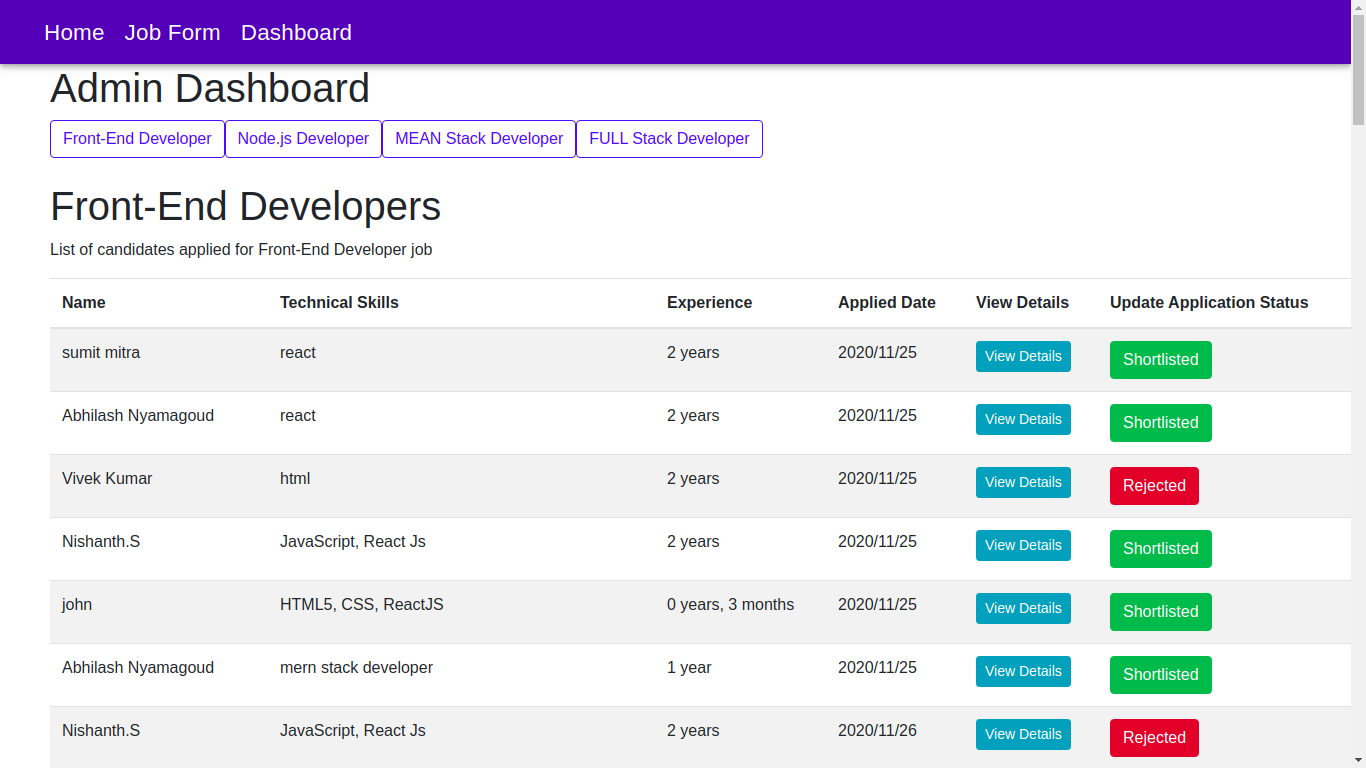 Home Job Form Dashboard
Admin Dashboard
Front-End Developer Node.js Developer MEAN Stack Developer FULL Stack Developer
Front-End Developers
List of candidates applied for Front-End Developer job
Name Technical Skills Experience Applied Date View Details Update Application Status
sumit mitra react 2 years 2020/11/25 View Details Shortlisted
Abhilash Nyamagoud react 2 years 2020/11/25 View Details Shortlisted
Vivek Kumar html 2 years 2020/11/25 View Details Rejected
Nishanth.S JavaScript, React Js 2 years 2020/11/25 View Details Shortlisted
john HTML5, CSS, ReactJS 0 years, 3 months 2020/11/25 View Details Shortlisted
Abhilash Nyamagoud mern stack developer 1 year 2020/11/25 View Details Shortlisted
Nishanth.S JavaScript, React Js 2 years 2020/11/26 View Details Rejected